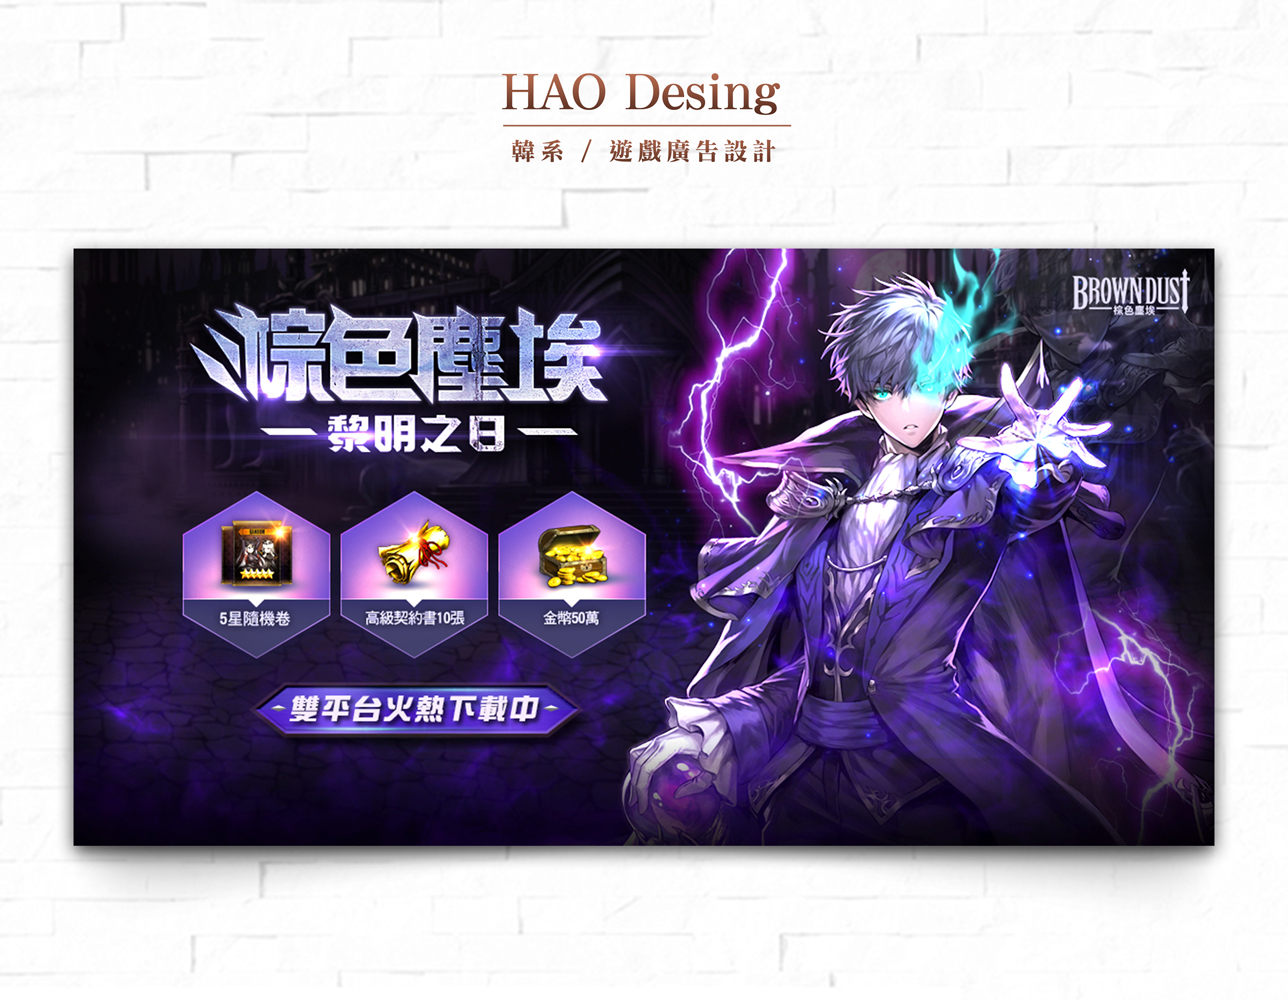 HAO Desing
韓系 / 遊戲廣告設計
BROWN DUST
棕色塵埃
棕色塵埃
黎明之日
5星隨機卷
高級契約書10張
金幣50萬
雙平台火熱下載中